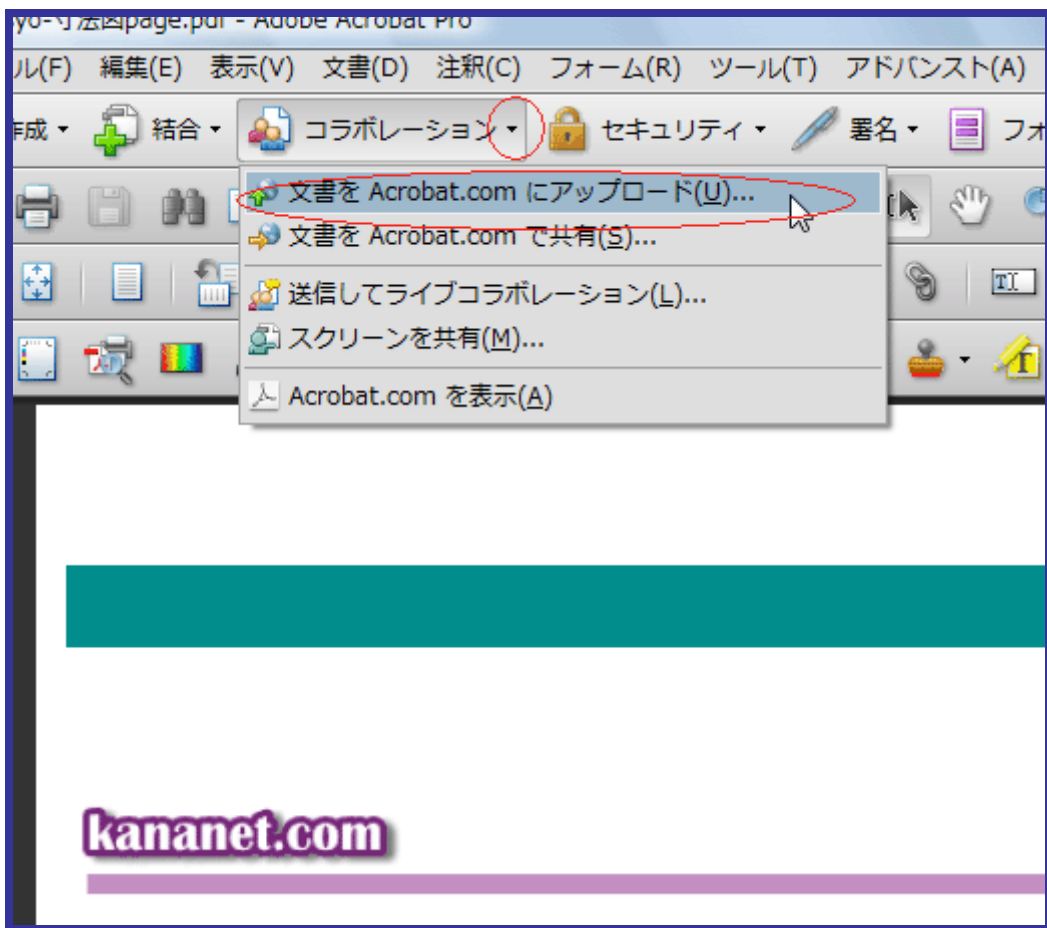 yo-寸法図page.pdf - Adobe Acrobat Pro
ル(F) 編集(E) 表示(V) 文書(D) 注釈(C) フォーム(R) ツール(T) アドバンスト(A)
作成 結合 コラボレーション セキュリティ 署名 フォ
文書を Acrobat.com にアップロード(U)...
文書を Acrobat.com で共有(S)...
送信してライブコラボレーション(L)...
スクリーンを共有(M)...
Acrobat.com を表示(A)
kananet.com